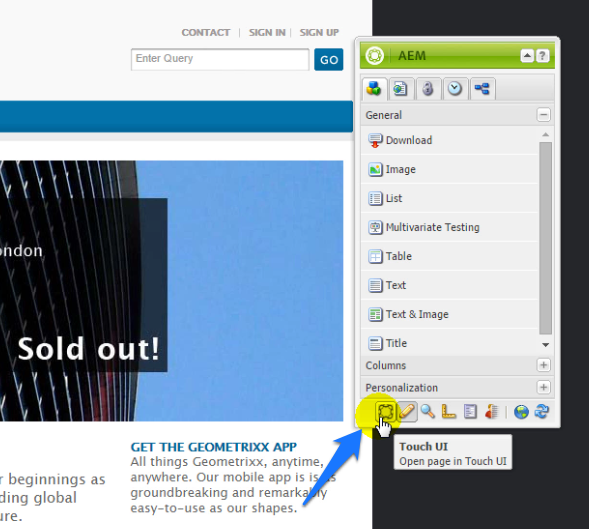 CONTACT | SIGN IN | SIGN UP
Enter Query
GO
ondon
Sold out!
GET THE GEOMETRIXX APP
All things Geometrixx, anytime,
anywhere. Our mobile app is is as
groundbreaking and remarkably
easy-to-use as our shapes.
r beginnings as
ding global
ure.
AEM
?
General
Download
Image
List
Multivariate Testing
Table
Text
Text & Image
Title
Columns
Personalization
Touch UI
Open page in Touch UI